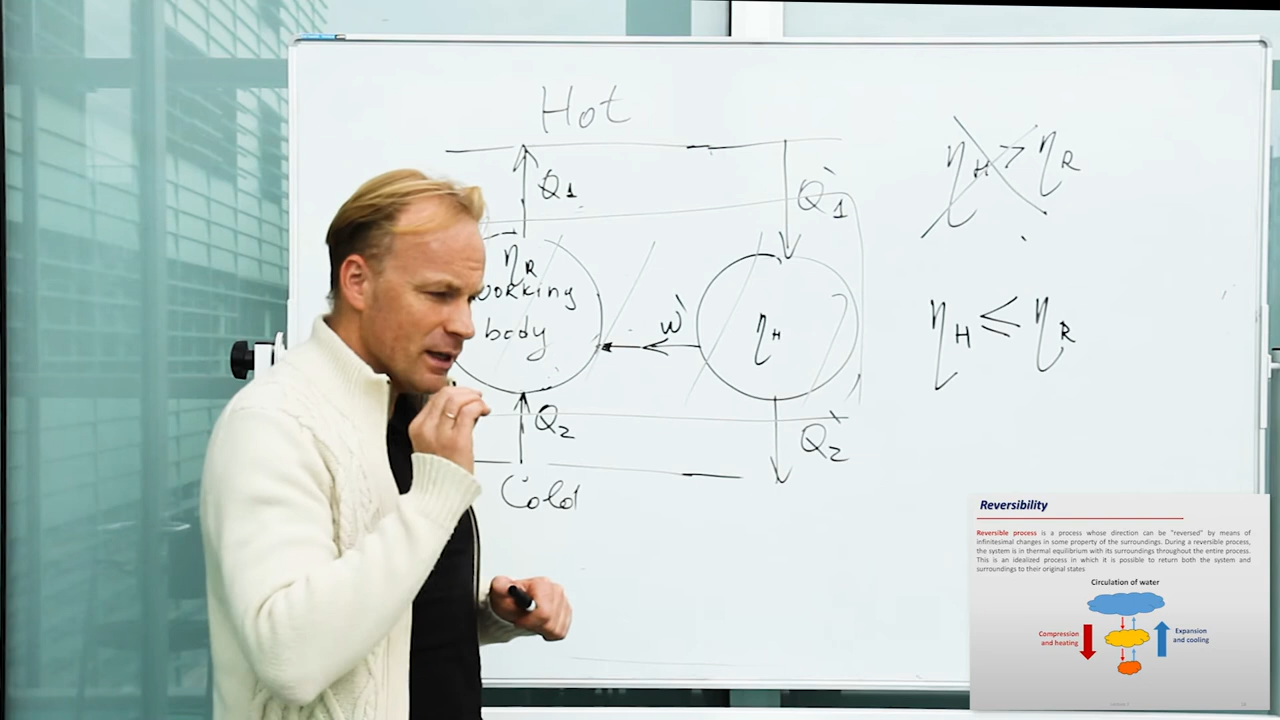 Hot
Q1
Q̀1
ηR
working
body
ẁ
ηH
Q2
Q̀2
Cold
ηH > ηR
ηH ≤ ηR
Reversibility
Reversible process is a process whose direction can be "reversed" by means of
infinitesimal changes in some property of the surroundings. During a reversible process,
the system is in thermal equilibrium with its surroundings throughout the entire process.
This is an idealized process in which it is possible to return both the system and
surroundings to their original states
Circulation of water
Compression
and heating
Expansion
and cooling